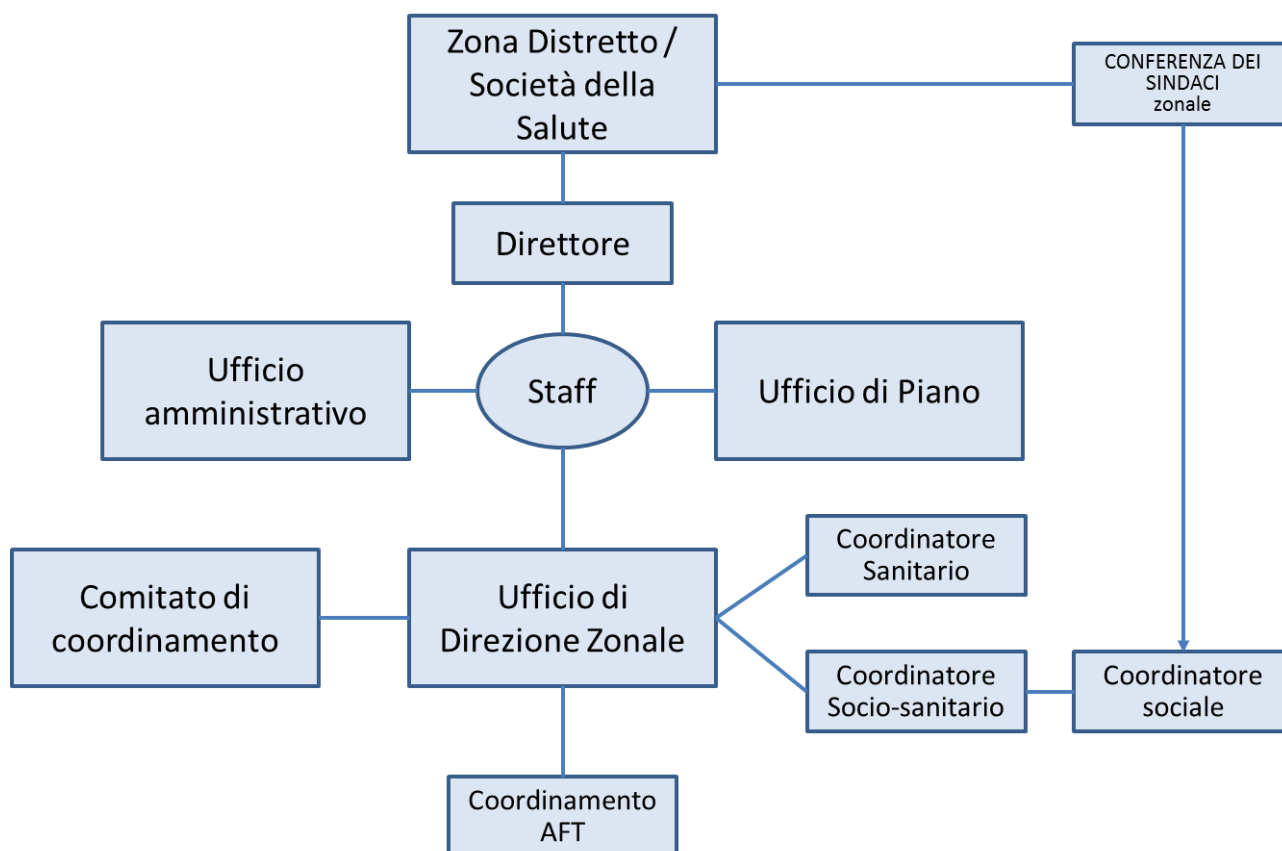 Zona Distretto /
Società della
Salute
CONFERENZA DEI
SINDACI
zonale
Direttore
Ufficio
amministrativo
Staff
Ufficio di Piano
Comitato di
coordinamento
Ufficio di
Direzione Zonale
Coordinatore
Sanitario
Coordinatore
Socio-sanitario
Coordinatore
sociale
Coordinamento
AFT